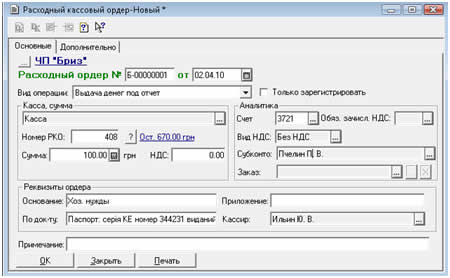 Расходный кассовый ордер-Новый *
Основные Дополнительно
... ЧП "Бриз"
Расходный ордер № Б-00000001 от 02.04.10
Вид операции: Выдача денег под отчет Только зарегистрировать
Касса, сумма
Касса ...
Номер РКО: 408 ? Ост. 670.00 грн
Сумма: 100.00 грн НДС: 0.00
Аналитика
Счет 3721 ... Обяз. зачисл. НДС: ...
Вид НДС: Без НДС ...
Субконто: Пчелин П. В. ...
Заказ: ...
Реквизиты ордера
Основание: Хоз. нужды Приложение:
По док-ту: Паспорт: серія КЕ номер 344231 виданий Кассир: Ильин Ю. В. ...
Примечание:
OK Закрыть Печать